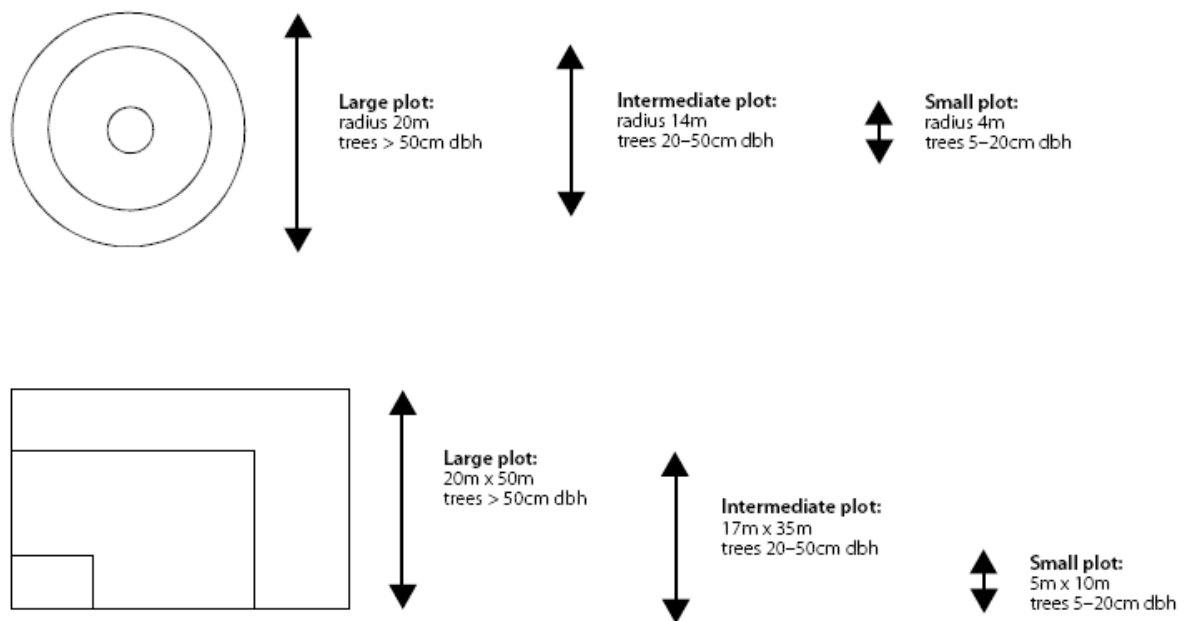 Large plot:
radius 20m
trees > 50cm dbh
Intermediate plot:
radius 14m
trees 20–50cm dbh
Small plot:
radius 4m
trees 5–20cm dbh
Large plot:
20m x 50m
trees > 50cm dbh
Intermediate plot:
17m x 35m
trees 20–50cm dbh
Small plot:
5m x 10m
trees 5–20cm dbh